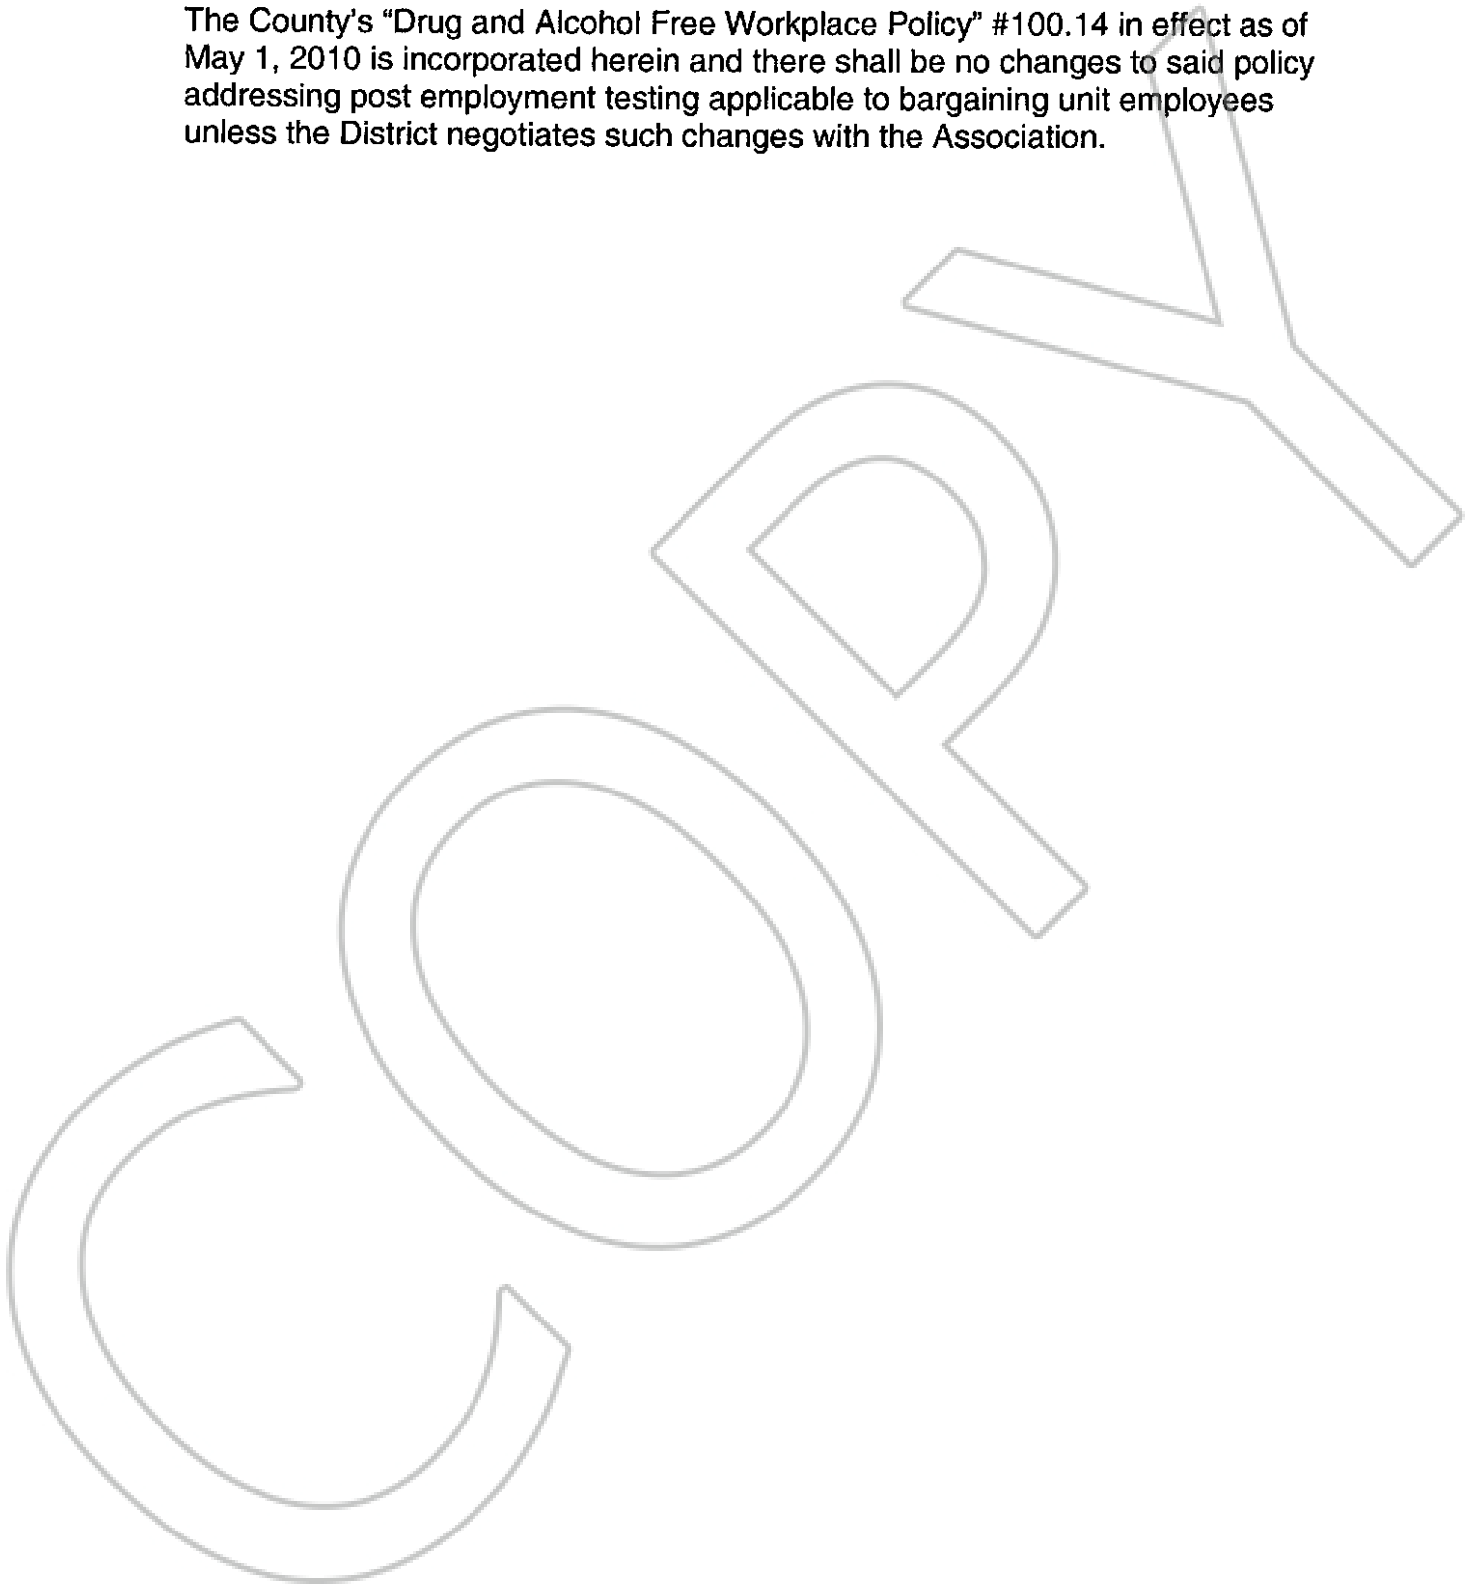 The County's “Drug and Alcohol Free Workplace Policy” #100.14 in effect as of
May 1, 2010 is incorporated herein and there shall be no changes to said policy
addressing post employment testing applicable to bargaining unit employees
unless the District negotiates such changes with the Association.
COPY